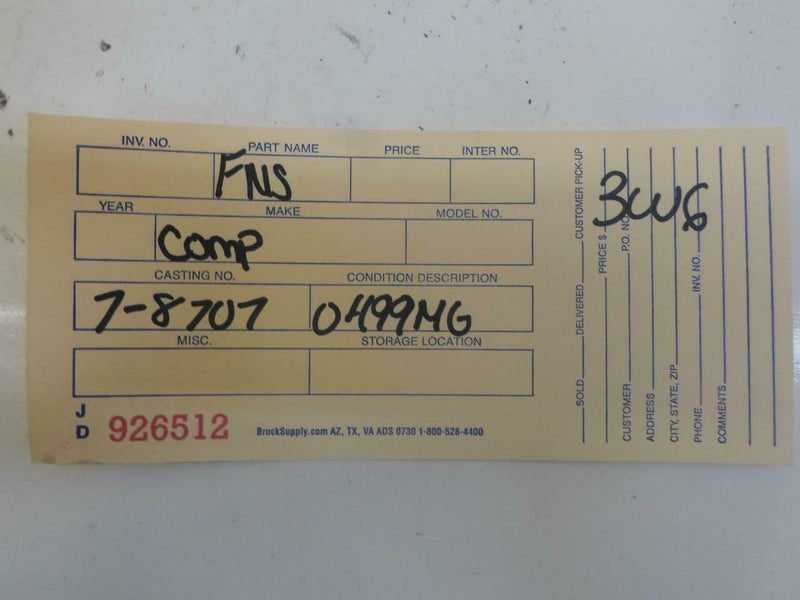 INV. NO. PART NAME PRICE INTER NO.
FNS
YEAR MAKE MODEL NO.
Comp
CASTING NO. CONDITION DESCRIPTION
7-8707 0499MG
MISC. STORAGE LOCATION
J
D 926512 BrockSupply.com AZ, TX, VA ADS 0730 1-800-528-4400
3W6
SOLD DELIVERED CUSTOMER PICK-UP
PRICE $
CUSTOMER P.O. NO.
ADDRESS
CITY, STATE, ZIP
PHONE INV. NO.
COMMENTS